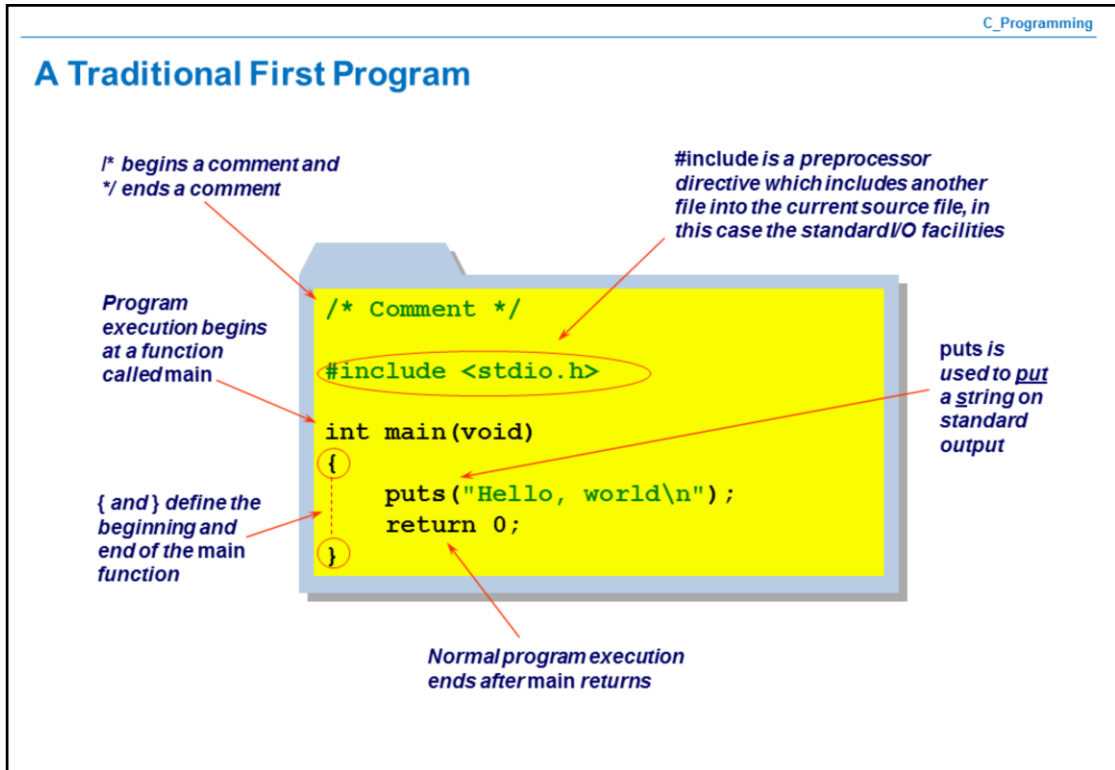 C_Programming
A Traditional First Program
/* begins a comment and
*/ ends a comment
#include is a preprocessor
directive which includes another
file into the current source file, in
this case the standard I/O facilities
Program
execution begins
at a function
called main
/* Comment */
#include <stdio.h>
int main(void)
{
puts("Hello, world\n");
return 0;
}
puts is
used to put
a string on
standard
output
{ and } define the
beginning and
end of the main
function
Normal program execution
ends after main returns